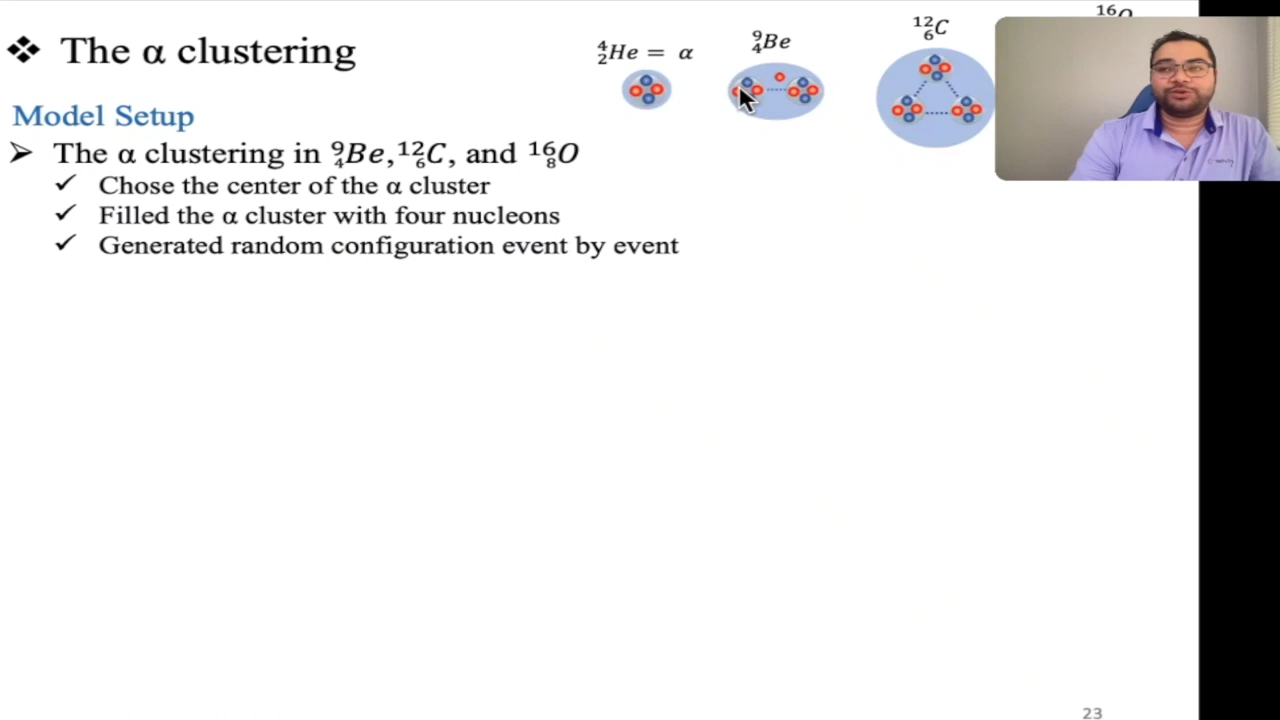 ❖ The α clustering
⁴₂He = α
⁹₄Be
¹²₆C
¹⁶O
Model Setup
➢ The α clustering in ⁹₄Be, ¹²₆C, and ¹⁶₈O
✓ Chose the center of the α cluster
✓ Filled the α cluster with four nucleons
✓ Generated random configuration event by event
23